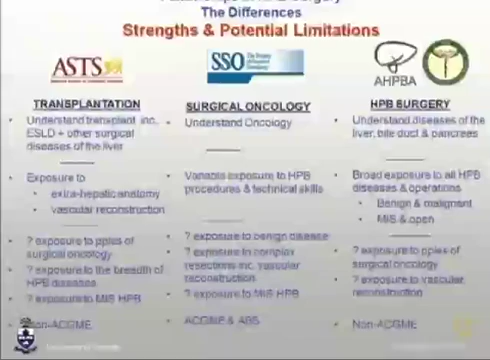 The Differences
Strengths & Potential Limitations
ASTS
SSO
AHPBA
TRANSPLANTATION
Understand transplant inc.
ESLD + other surgical
diseases of the liver
Exposure to
extra-hepatic anatomy
vascular reconstruction
? exposure to pples of
surgical oncology
? exposure to the breadth of
HPB diseases
? exposure to MIS HPB
Non-ACGME
SURGICAL ONCOLOGY
Understand Oncology
Variable exposure to HPB
procedures & technical skills
? exposure to benign disease
? exposure to complex
resections inc. vascular
reconstruction
? exposure to MIS HPB
ACGME & ABS
HPB SURGERY
Understand diseases of the
liver, bile duct & pancreas
Broad exposure to all HPB
diseases & operations
Benign & malignant
MIS & open
? exposure to pples of
surgical oncology
? exposure to vascular
reconstruction
Non-ACGME